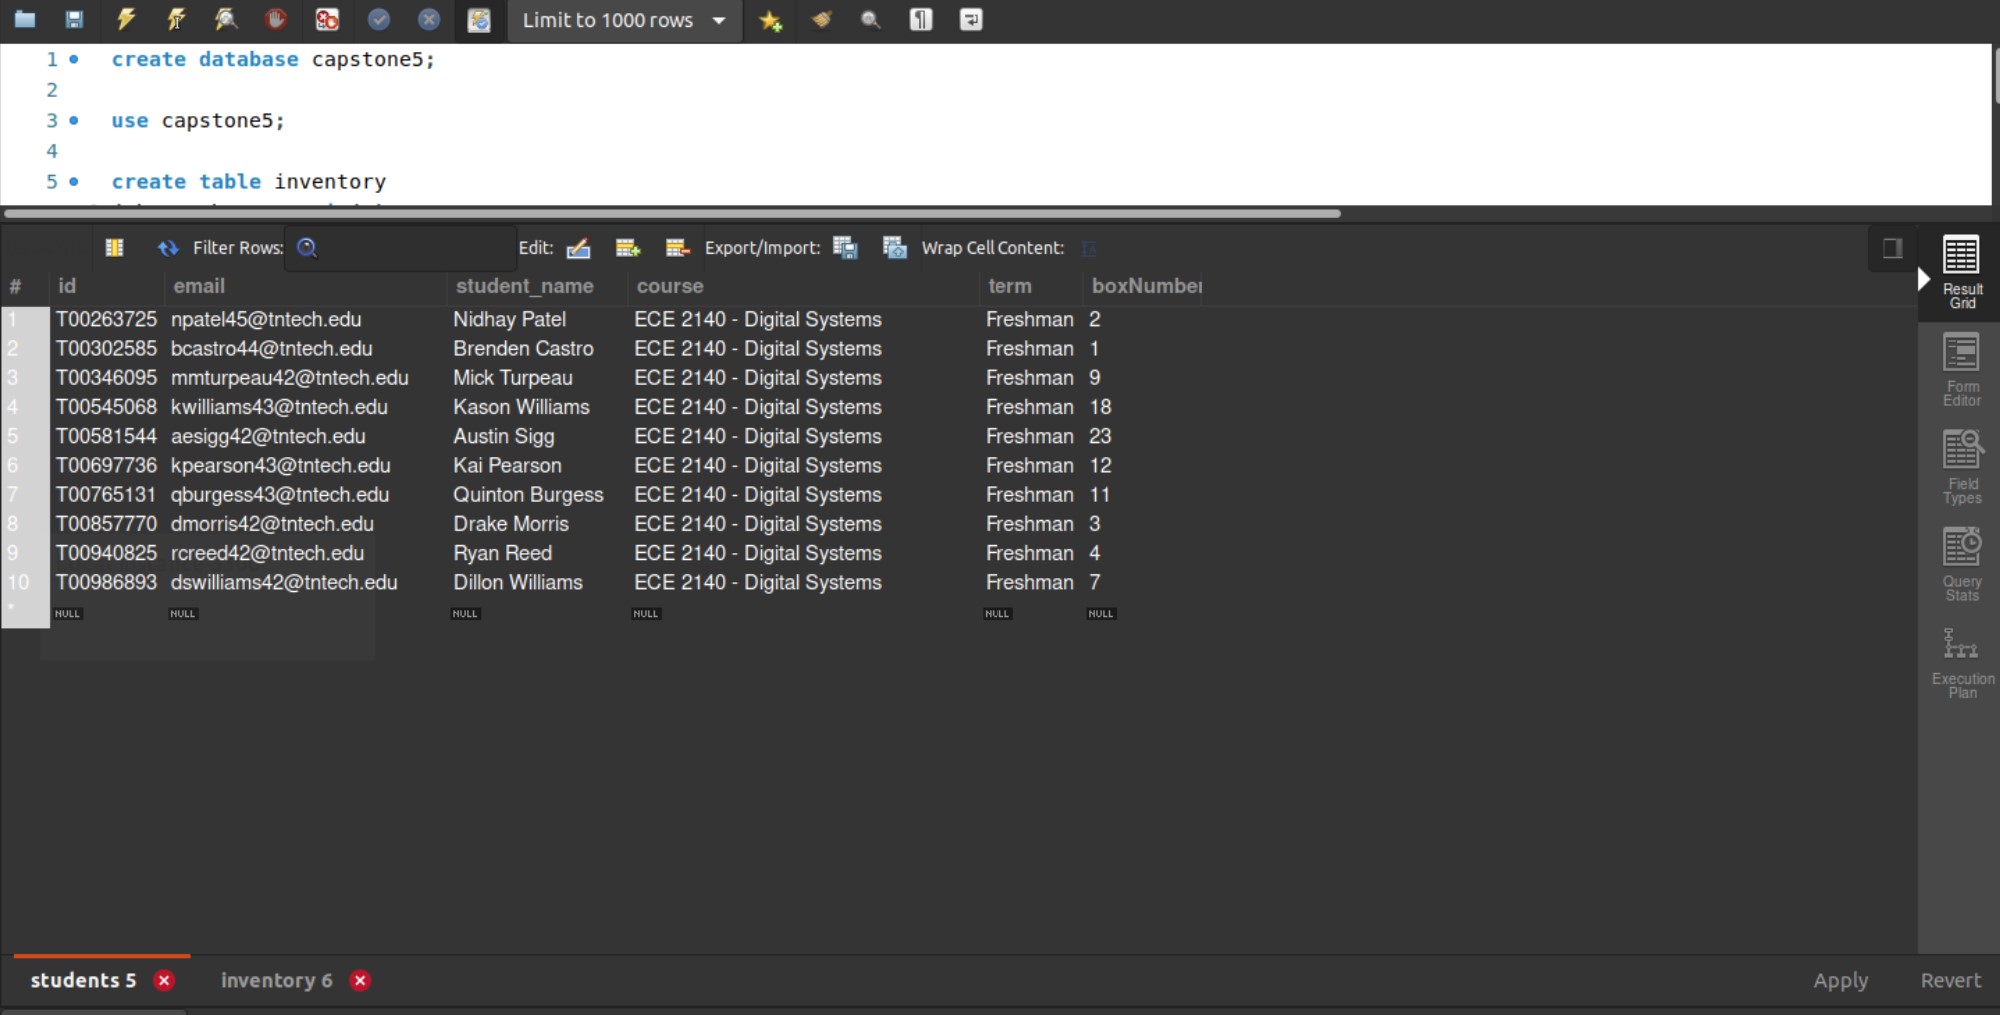 Limit to 1000 rows
1 create database capstone5;
2
3 use capstone5;
4
5 create table inventory
Filter Rows: Edit: Export/Import: Wrap Cell Content:
# id email student_name course term boxNumber
1 T00263725 npatel45@tntech.edu Nidhay Patel ECE 2140 - Digital Systems Freshman 2
2 T00302585 bcastro44@tntech.edu Brenden Castro ECE 2140 - Digital Systems Freshman 1
3 T00346095 mmturpeau42@tntech.edu Mick Turpeau ECE 2140 - Digital Systems Freshman 9
4 T00545068 kwilliams43@tntech.edu Kason Williams ECE 2140 - Digital Systems Freshman 18
5 T00581544 aesigg42@tntech.edu Austin Sigg ECE 2140 - Digital Systems Freshman 23
6 T00697736 kpearson43@tntech.edu Kai Pearson ECE 2140 - Digital Systems Freshman 12
7 T00765131 qburgess43@tntech.edu Quinton Burgess ECE 2140 - Digital Systems Freshman 11
8 T00857770 dmorris42@tntech.edu Drake Morris ECE 2140 - Digital Systems Freshman 3
9 T00940825 rcreed42@tntech.edu Ryan Reed ECE 2140 - Digital Systems Freshman 4
10 T00986893 dswilliams42@tntech.edu Dillon Williams ECE 2140 - Digital Systems Freshman 7
* NULL NULL NULL NULL NULL NULL
Result
Grid
Form
Editor
Field
Types
Query
Stats
Execution
Plan
students 5 inventory 6 Apply Revert